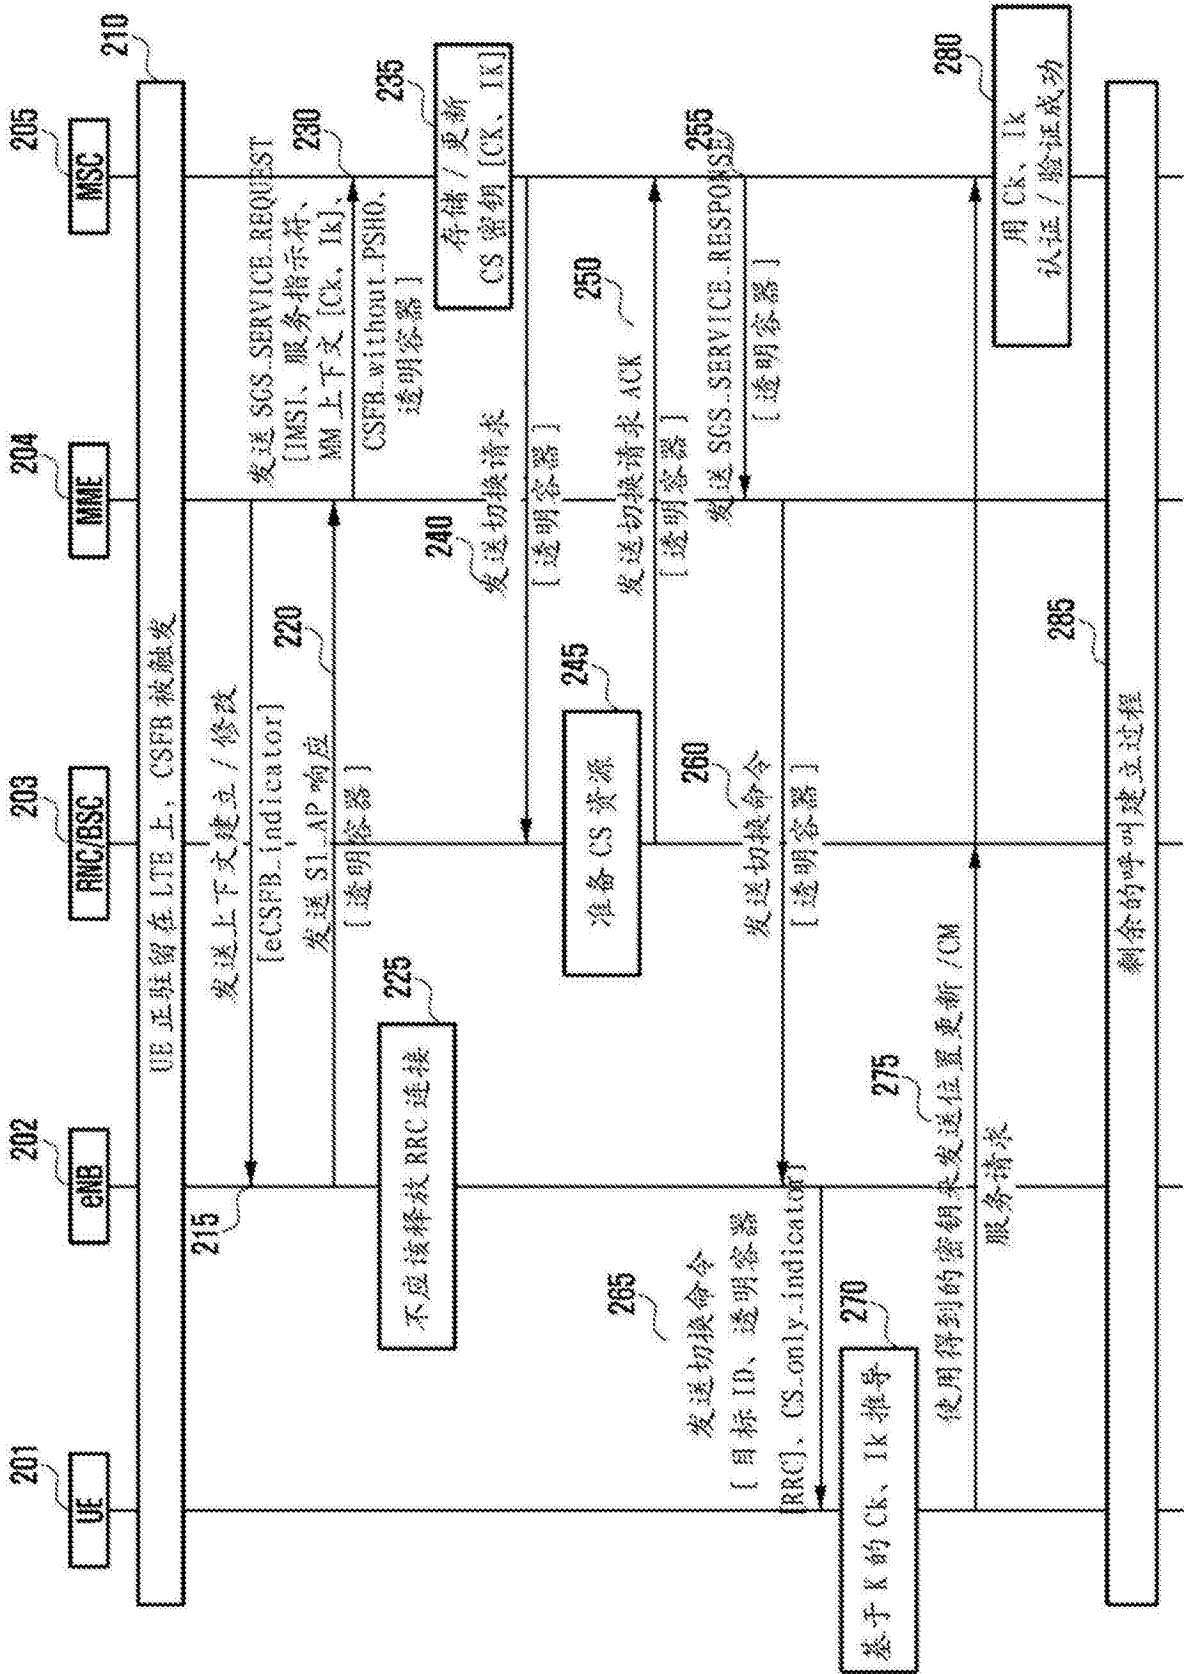 201
UE
202
eNB
203
RNC/BSC
204
MME
205
MSC
210
UE 正驻留在 LTE 上，CSFB 被触发
215
发送上下文建立 / 修改
[eCSFB_indicator]
220
发送 S1_AP 响应
[ 透明容器 ]
225
不应该释放 RRC 连接
230
发送 SGS_SERVICE_REQUEST
[IMSI、服务指示符、
MM 上下文 [Ck、Ik]、
CSFB_without_PSHO、
透明容器 ]
235
存储 / 更新
CS 密钥 [CK、IK]
240
发送切换请求
[ 透明容器 ]
245
准备 CS 资源
250
发送切换请求 ACK
[ 透明容器 ]
255
发送 SGS_SERVICE_RESPONSE
[ 透明容器 ]
260
发送切换命令
[ 透明容器 ]
265
发送切换命令
[ 目标 ID、透明容器
[RRC]、CS_only_indicator]
270
基于 K 的 Ck、Ik 推导
275
使用得到的密钥来发送位置更新 /CM
服务请求
280
用 Ck、Ik
认证 / 验证成功
285
剩余的呼叫建立过程